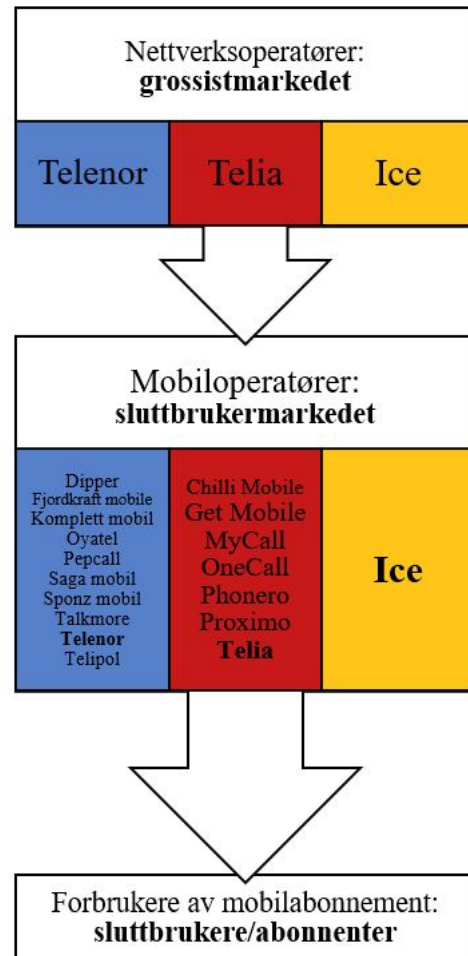 Nettverksoperatører:
grossistmarkedet
Telenor
Telia
Ice
Mobiloperatører:
sluttbrukermarkedet
Dipper
Fjordkraft mobile
Komplett mobil
Oyatel
Pepcall
Saga mobil
Sponz mobil
Talkmore
Telenor
Telipol
Chilli Mobile
Get Mobile
MyCall
OneCall
Phonero
Proximo
Telia
Ice
Forbrukere av mobilabonnement:
sluttbrukere/abonnenter